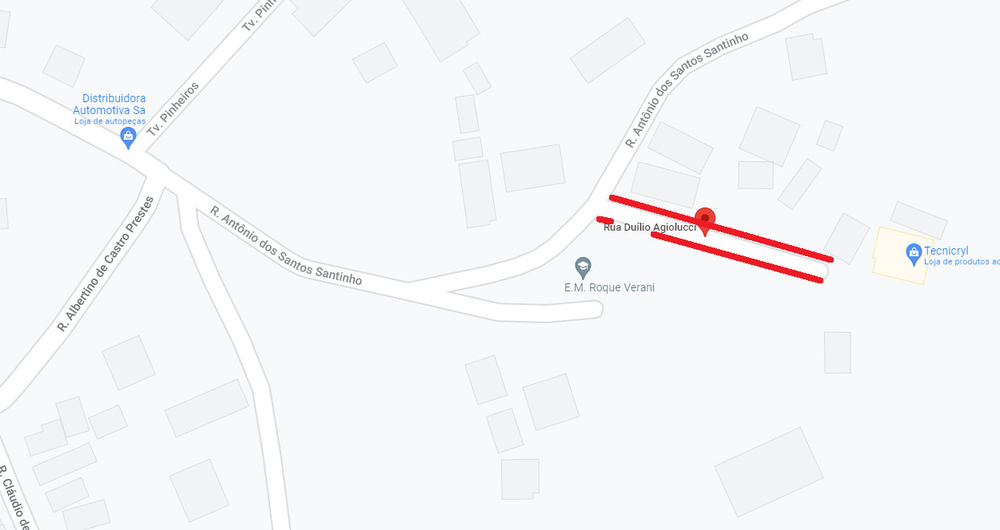 Tv. Pinh
R. Antônio dos Santos Santinho
Distribuidora
Automotiva Sa
Loja de autopeças
Tv. Pinheiros
R. Albertino de Castro Prestes
R. Antônio dos Santos Santinho
Rua Duílio Agiolucci
Tecnicryl
Loja de produtos ac
E.M. Roque Verani
R. Cláudio de